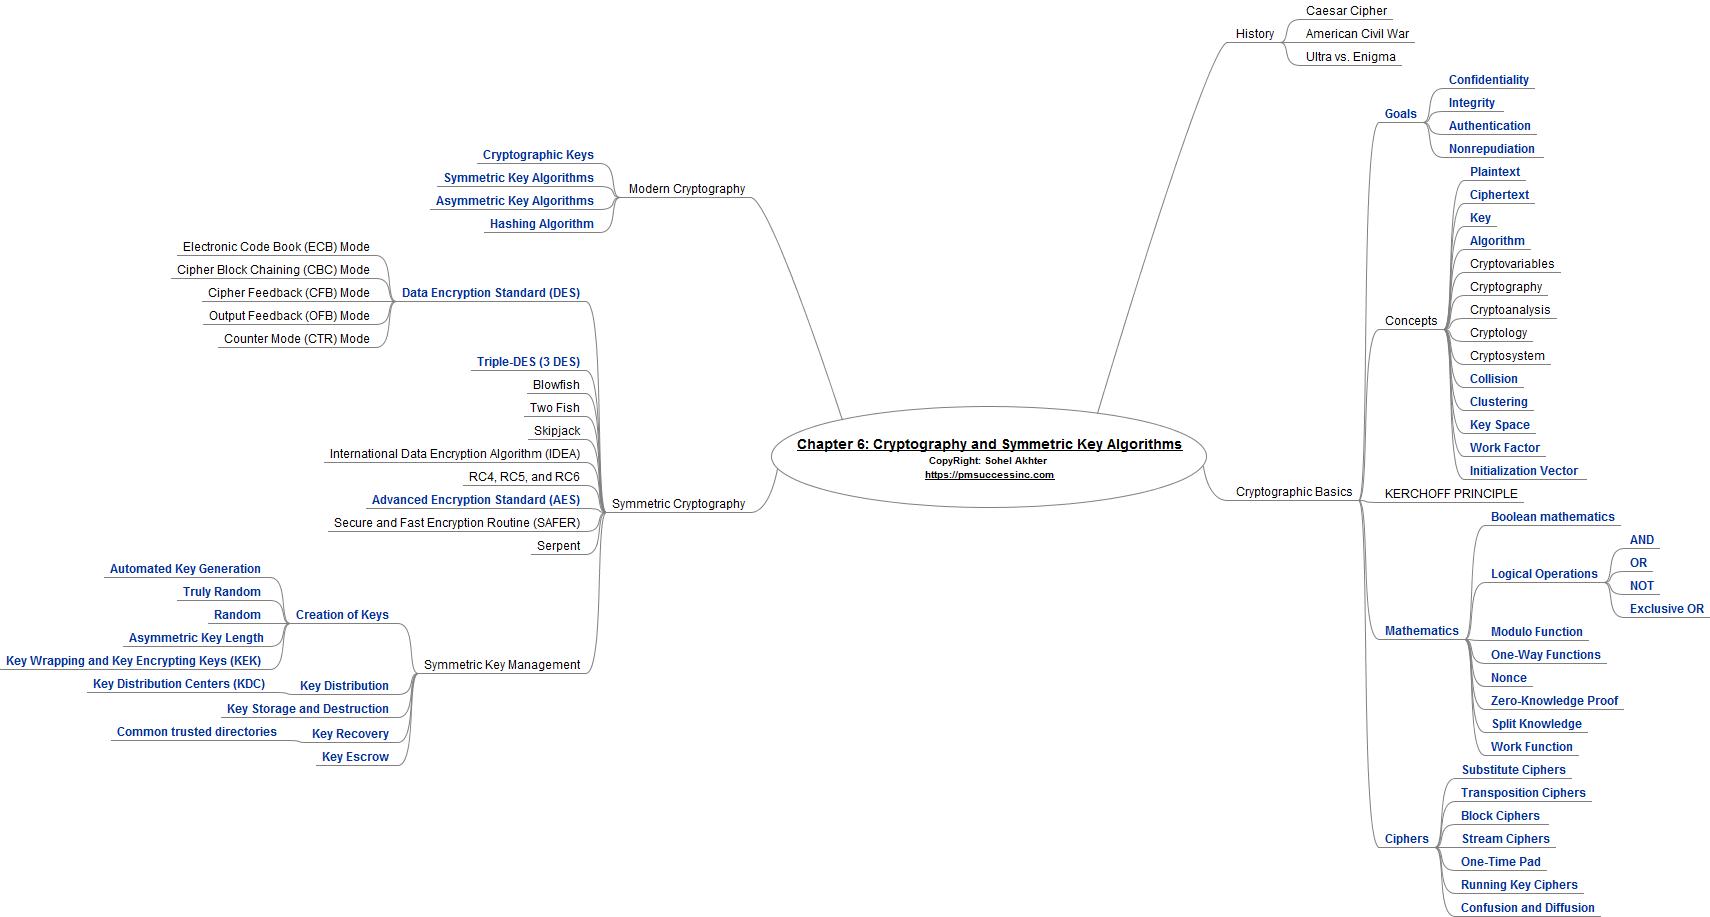 Chapter 6: Cryptography and Symmetric Key Algorithms
CopyRight: Sohel Akhter
https://pmsuccessinc.com
History
Caesar Cipher
American Civil War
Ultra vs. Enigma
Cryptographic Basics
Goals
Confidentiality
Integrity
Authentication
Nonrepudiation
Concepts
Plaintext
Ciphertext
Key
Algorithm
Cryptovariables
Cryptography
Cryptoanalysis
Cryptology
Cryptosystem
Collision
Clustering
Key Space
Work Factor
Initialization Vector
KERCHOFF PRINCIPLE
Mathematics
Boolean mathematics
Logical Operations
AND
OR
NOT
Exclusive OR
Modulo Function
One-Way Functions
Nonce
Zero-Knowledge Proof
Split Knowledge
Work Function
Ciphers
Substitute Ciphers
Transposition Ciphers
Block Ciphers
Stream Ciphers
One-Time Pad
Running Key Ciphers
Confusion and Diffusion
Modern Cryptography
Cryptographic Keys
Symmetric Key Algorithms
Asymmetric Key Algorithms
Hashing Algorithm
Symmetric Cryptography
Data Encryption Standard (DES)
Electronic Code Book (ECB) Mode
Cipher Block Chaining (CBC) Mode
Cipher Feedback (CFB) Mode
Output Feedback (OFB) Mode
Counter Mode (CTR) Mode
Triple-DES (3 DES)
Blowfish
Two Fish
Skipjack
International Data Encryption Algorithm (IDEA)
RC4, RC5, and RC6
Advanced Encryption Standard (AES)
Secure and Fast Encryption Routine (SAFER)
Serpent
Symmetric Key Management
Creation of Keys
Automated Key Generation
Truly Random
Random
Asymmetric Key Length
Key Wrapping and Key Encrypting Keys (KEK)
Key Distribution
Key Distribution Centers (KDC)
Key Storage and Destruction
Key Recovery
Common trusted directories
Key Escrow